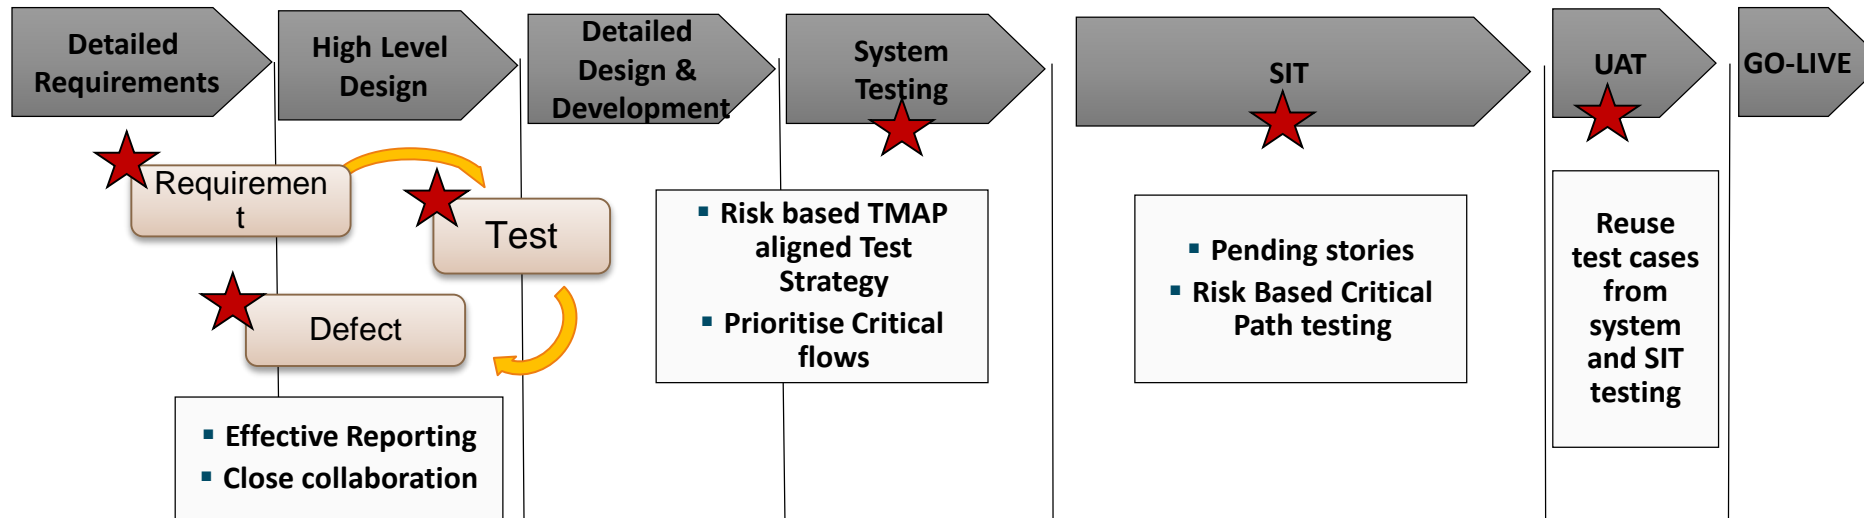 Detailed
Requirements
High Level
Design
Detailed
Design &
Development
System
Testing
SIT
UAT
GO-LIVE
Requiremen
t
Test
Defect
▪ Effective Reporting
▪ Close collaboration
▪ Risk based TMAP
aligned Test
Strategy
▪ Prioritise Critical
flows
▪ Pending stories
▪ Risk Based Critical
Path testing
Reuse
test cases
from
system
and SIT
testing